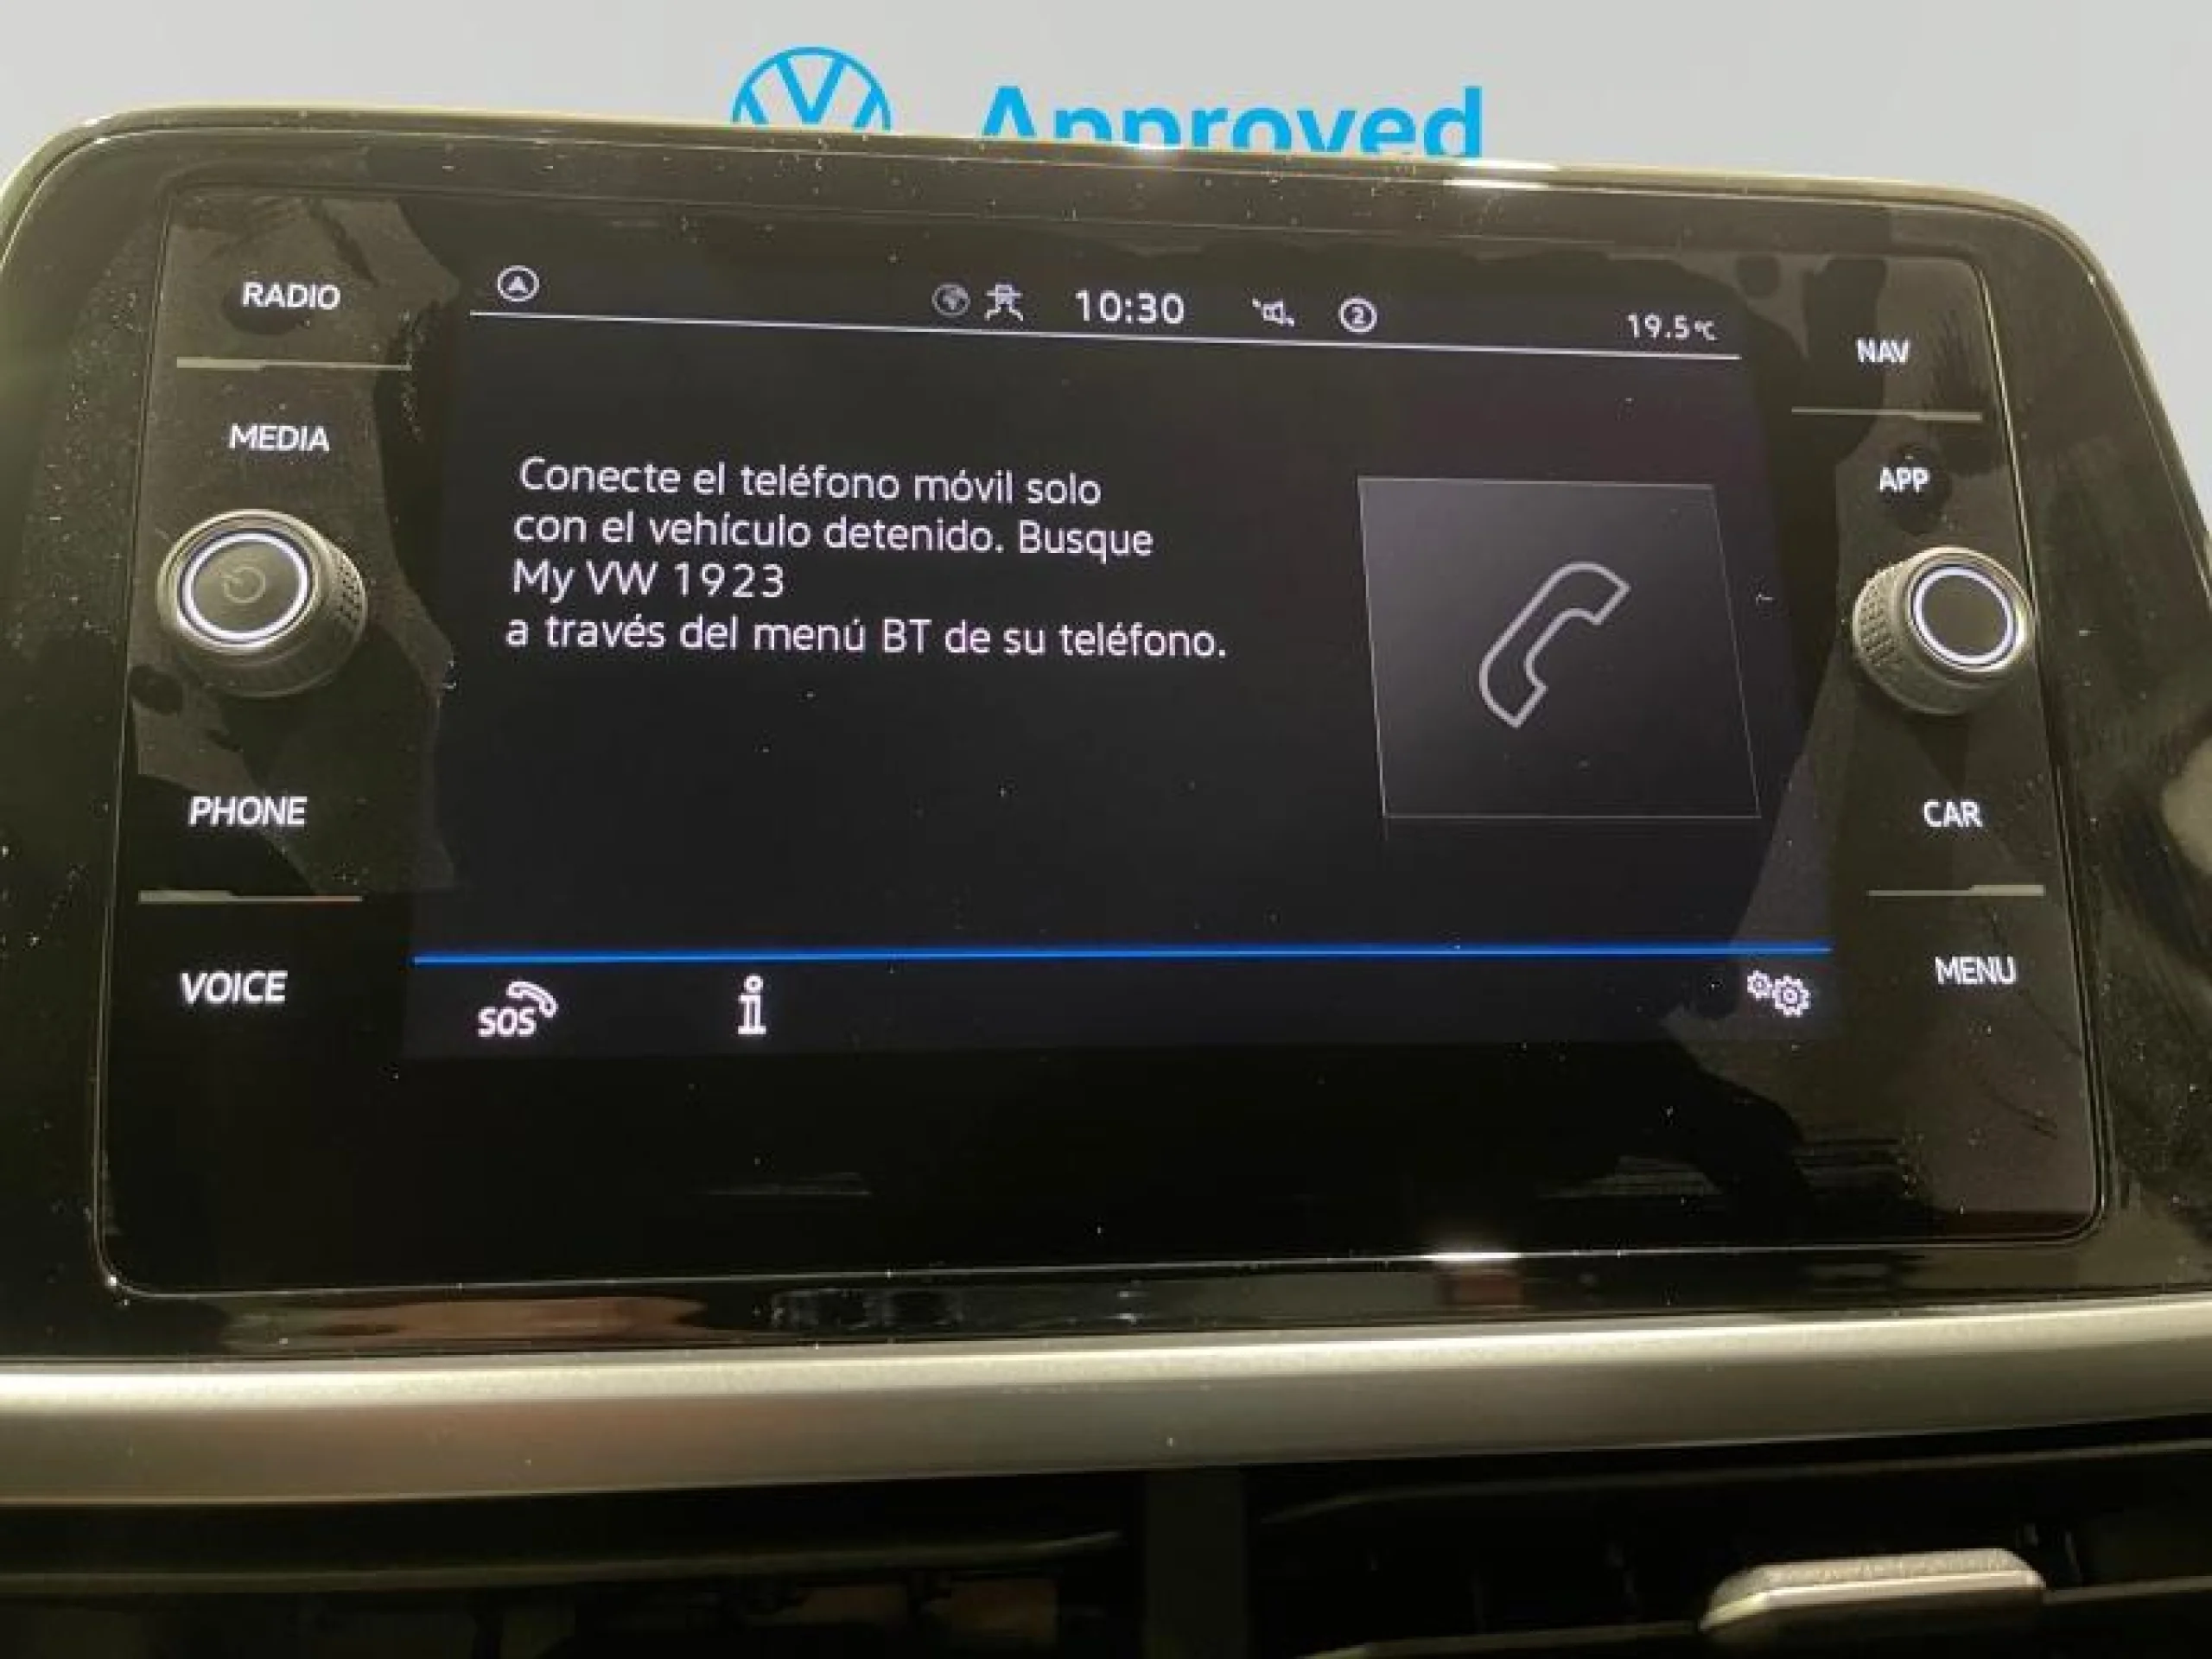 Approved
RADIO
MEDIA
PHONE
VOICE
10:30
2
19.5°C
Conecte el teléfono móvil solo
con el vehículo detenido. Busque
My VW 1923
a través del menú BT de su teléfono.
SOS
i
NAV
APP
CAR
MENU